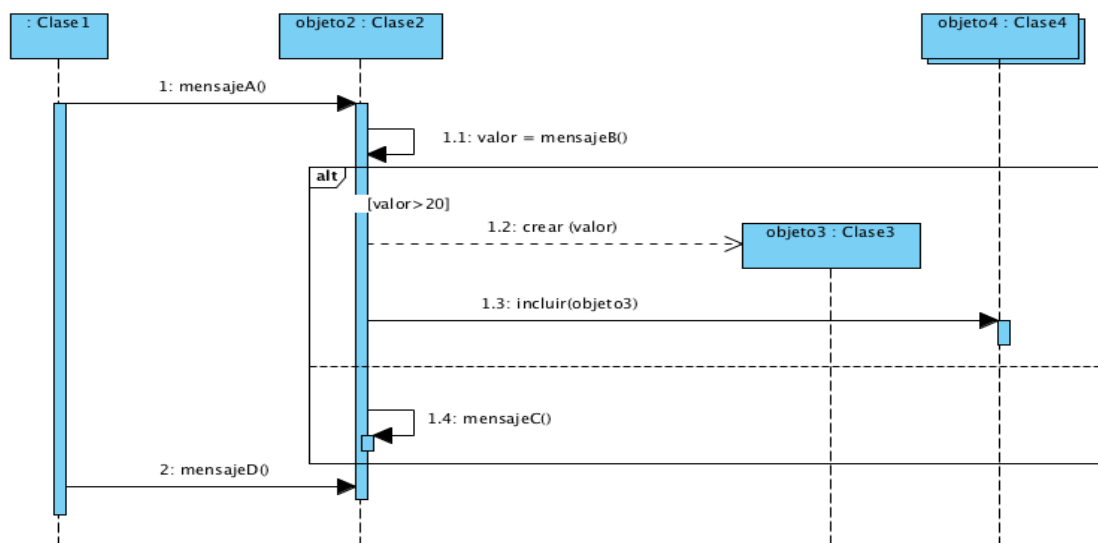 : Clase1
objeto2 : Clase2
objeto4 : Clase4
1: mensajeA()
1.1: valor = mensajeB()
alt
[valor>20]
1.2: crear (valor)
objeto3 : Clase3
1.3: incluir(objeto3)
1.4: mensajeC()
2: mensajeD()